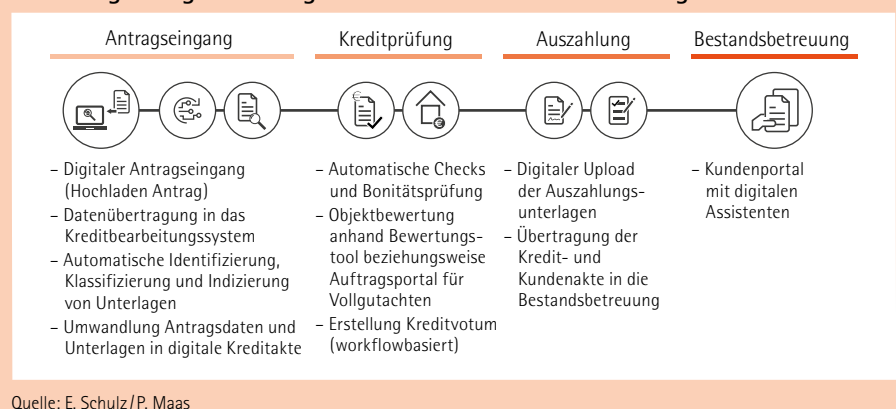 Antragseingang
Kreditprüfung
Auszahlung
Bestandsbetreuung
– Digitaler Antragseingang
(Hochladen Antrag)
– Datenübertragung in das
Kreditbearbeitungssystem
– Automatische Identifizierung,
Klassifizierung und Indizierung
von Unterlagen
– Umwandlung Antragsdaten und
Unterlagen in digitale Kreditakte
– Automatische Checks
und Bonitätsprüfung
– Objektbewertung
anhand Bewertungs-
tool beziehungsweise
Auftragsportal für
Vollgutachten
– Erstellung Kreditvotum
(workflowbasiert)
– Digitaler Upload
der Auszahlungs-
unterlagen
– Übertragung der
Kredit- und
Kundenakte in die
Bestandsbetreuung
– Kundenportal
mit digitalen
Assistenten
Quelle: E. Schulz/P. Maas